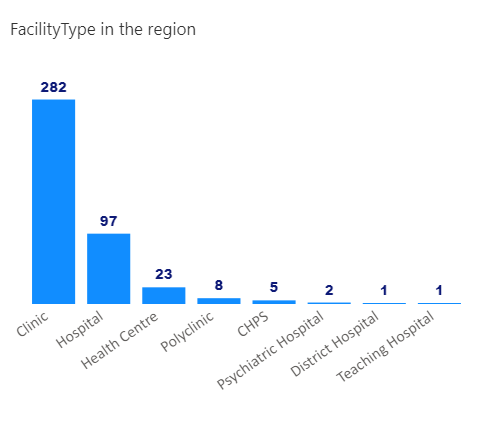 FacilityType in the region
282
97
23
8
5
2
1
1
Clinic
Hospital
Health Centre
Polyclinic
CHPS
Psychiatric Hospital
District Hospital
Teaching Hospital